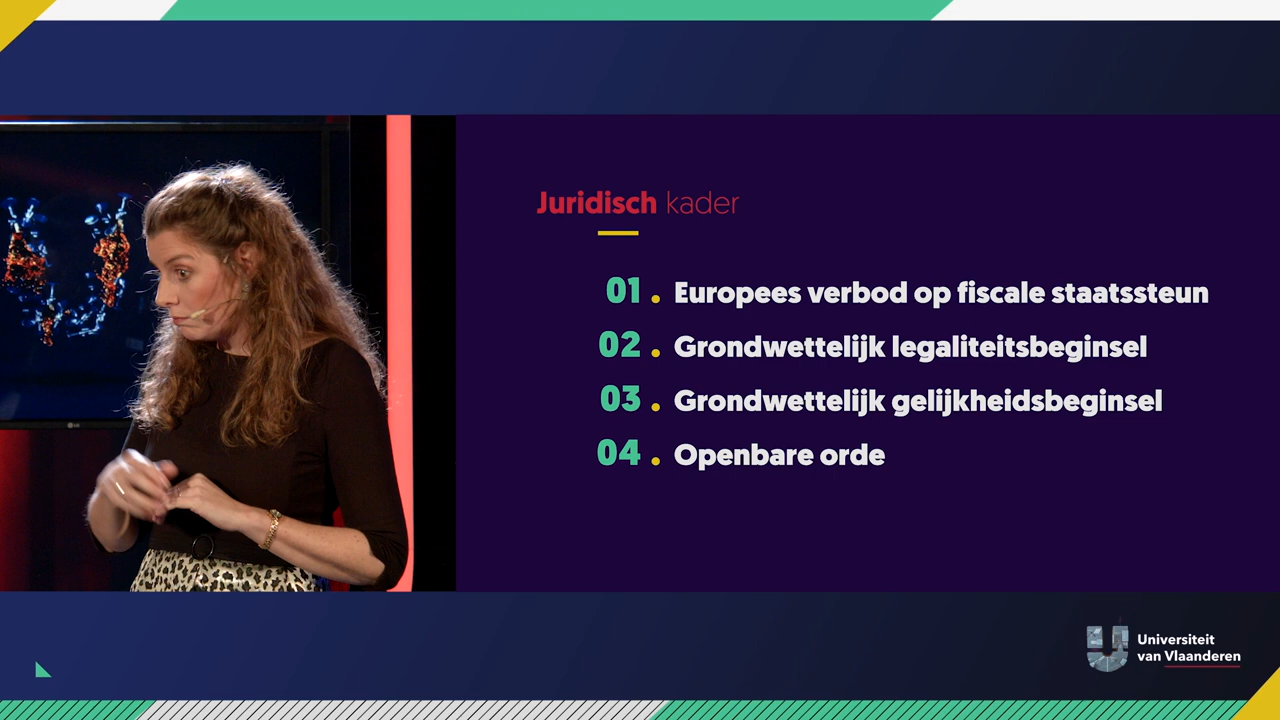 Juridisch kader
01. Europees verbod op fiscale staatssteun
02. Grondwettelijk legaliteitsbeginsel
03. Grondwettelijk gelijkheidsbeginsel
04. Openbare orde
LG
Universiteit
van Vlaanderen